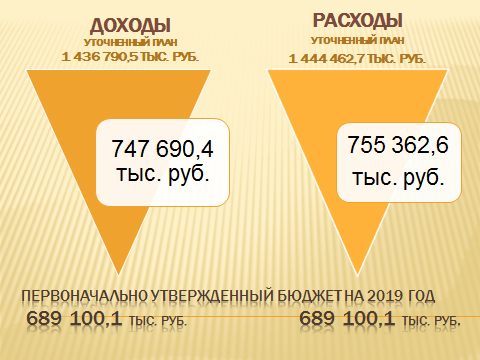 ДОХОДЫ
УТОЧНЕННЫЙ ПЛАН
1 436 790,5 ТЫС. РУБ.
РАСХОДЫ
УТОЧНЕННЫЙ ПЛАН
1 444 462,7 ТЫС. РУБ.
747 690,4
тыс. руб.
755 362,6
тыс. руб.
ПЕРВОНАЧАЛЬНО УТВЕРЖДЕННЫЙ БЮДЖЕТ НА 2019 ГОД
689 100,1 ТЫС. РУБ. 689 100,1 ТЫС. РУБ.